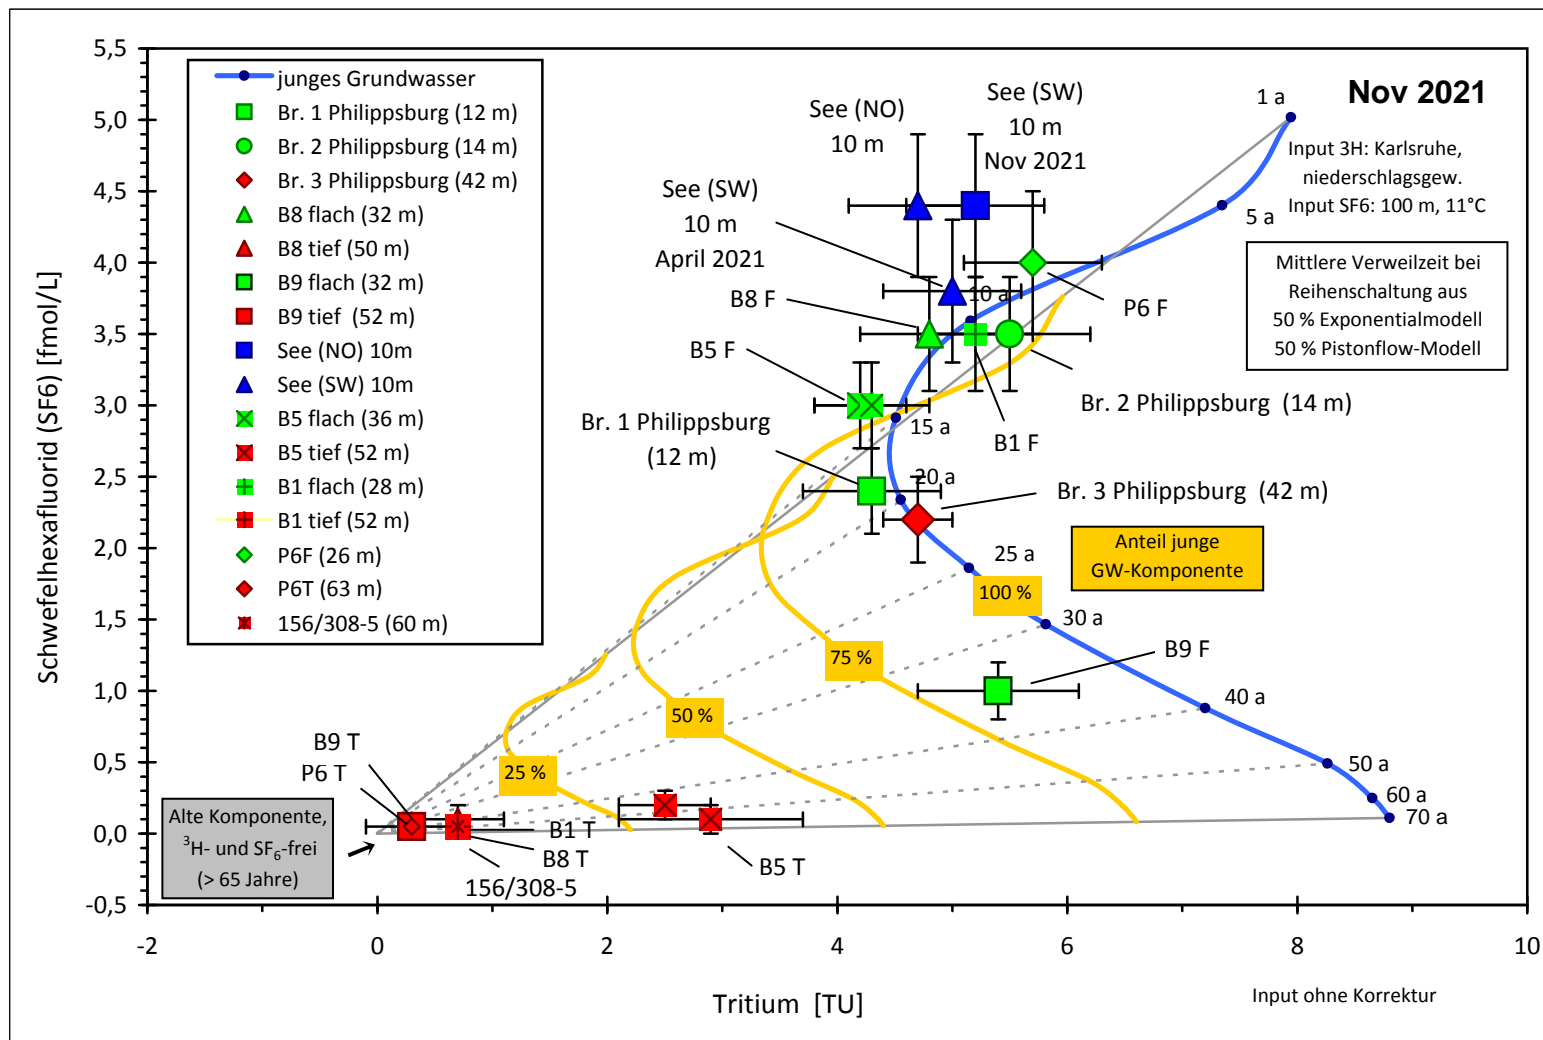 Nov 2021
5,5
5,0
4,5
4,0
3,5
3,0
2,5
2,0
1,5
1,0
0,5
0,0
-0,5
Schwefelhexafluorid (SF6) [fmol/L]
junges Grundwasser
Br. 1 Philippsburg (12 m)
Br. 2 Philippsburg (14 m)
Br. 3 Philippsburg (42 m)
B8 flach (32 m)
B8 tief (50 m)
B9 flach (32 m)
B9 tief (52 m)
See (NO) 10m
See (SW) 10m
B5 flach (36 m)
B5 tief (52 m)
B1 flach (28 m)
B1 tief (52 m)
P6F (26 m)
P6T (63 m)
156/308-5 (60 m)
See (NO)
10 m
See (SW)
10 m
Nov 2021
See (SW)
10 m
April 2021
B8 F
B5 F
Br. 1 Philippsburg
(12 m)
1 a
5 a
10 a
15 a
20 a
25 a
30 a
40 a
50 a
60 a
70 a
Input 3H: Karlsruhe,
niederschlagsgew.
Input SF6: 100 m, 11°C
Mittlere Verweilzeit bei
Reihenschaltung aus
50 % Exponentialmodell
50 % Pistonflow-Modell
P6 F
Br. 2 Philippsburg (14 m)
B1 F
Br. 3 Philippsburg (42 m)
Anteil junge
GW-Komponente
100 %
75 %
50 %
25 %
B9 F
B9 T
P6 T
Alte Komponente,
³H- und SF₆-frei
(> 65 Jahre)
B1 T
B8 T
156/308-5
B5 T
-2
0
2
4
6
8
10
Tritium [TU]
Input ohne Korrektur